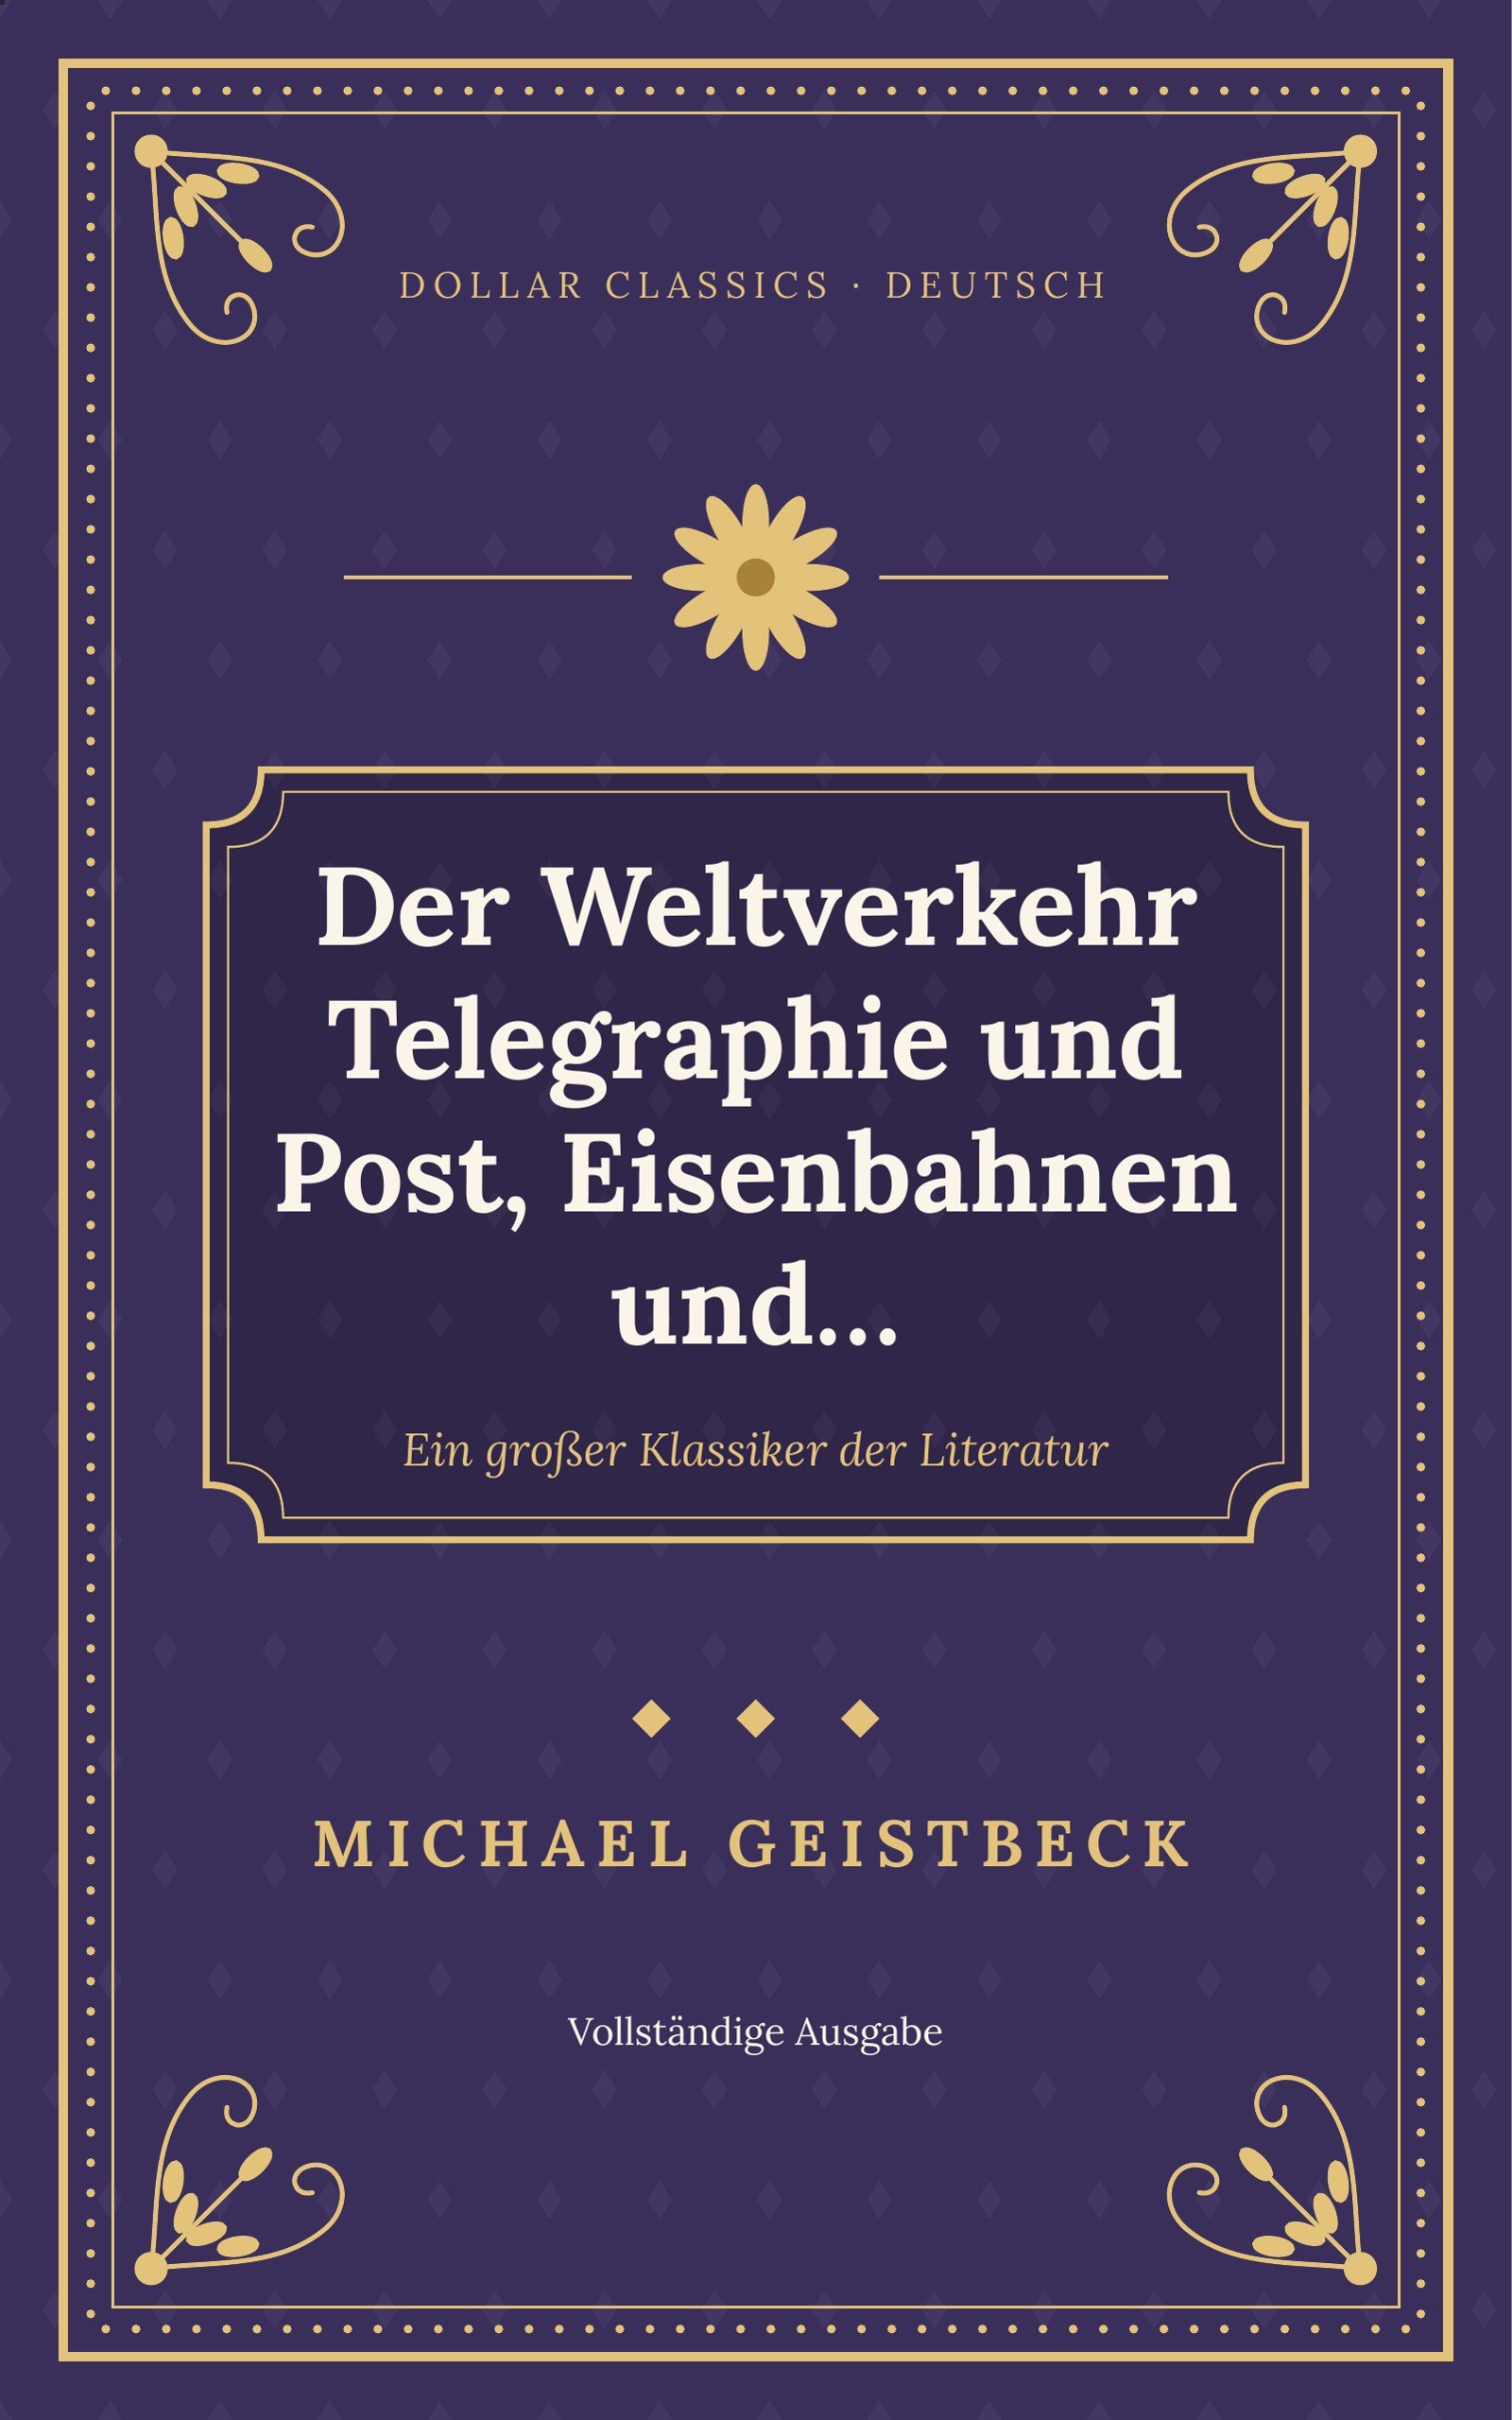 DOLLAR CLASSICS · DEUTSCH
Der Weltverkehr
Telegraphie und
Post, Eisenbahnen
und...
Ein großer Klassiker der Literatur
MICHAEL GEISTBECK
Vollständige Ausgabe